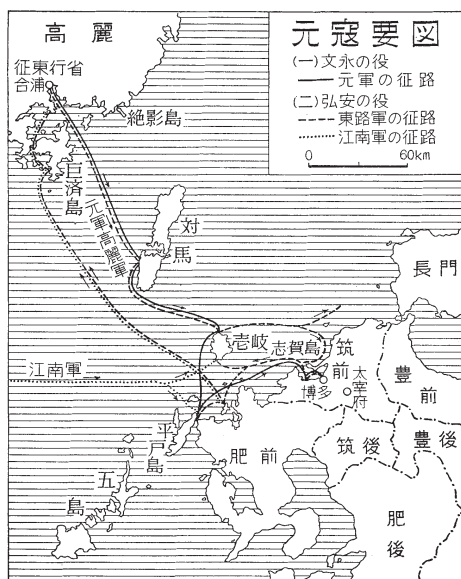 元寇要図
(一)文永の役
元軍の征路
(二)弘安の役
東路軍の征路
江南軍の征路
0 60km
高麗
征東行省
合浦
絶影島
巨済島
元軍高麗軍
対馬
長門
壱岐
志賀島
筑前
博多
太宰府
豊前
江南軍
平戸島
肥前
筑後
豊後
五島
肥後